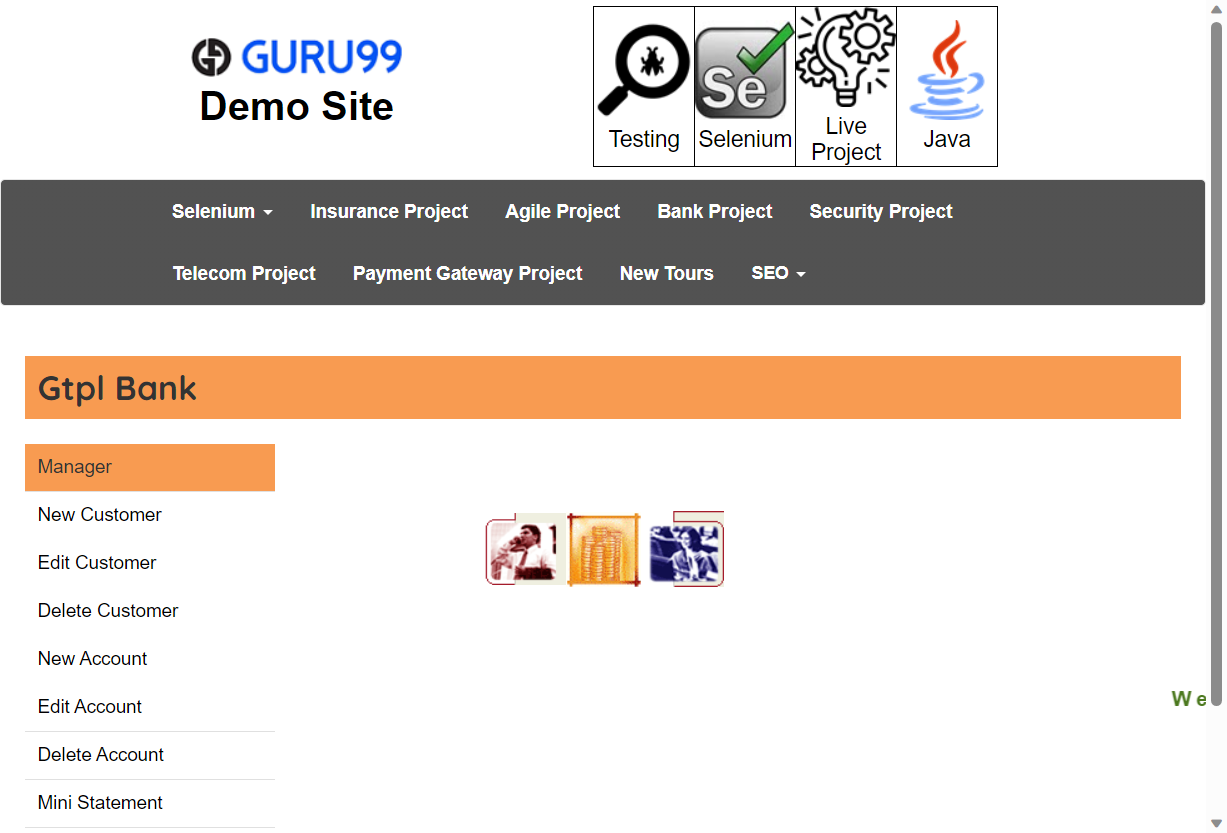 GURU99
Demo Site
Testing
Se
Selenium
Live
Project
Java
Selenium
Insurance Project
Agile Project
Bank Project
Security Project
Telecom Project
Payment Gateway Project
New Tours
SEO
Gtpl Bank
Manager
New Customer
Edit Customer
Delete Customer
New Account
Edit Account
We
Delete Account
Mini Statement